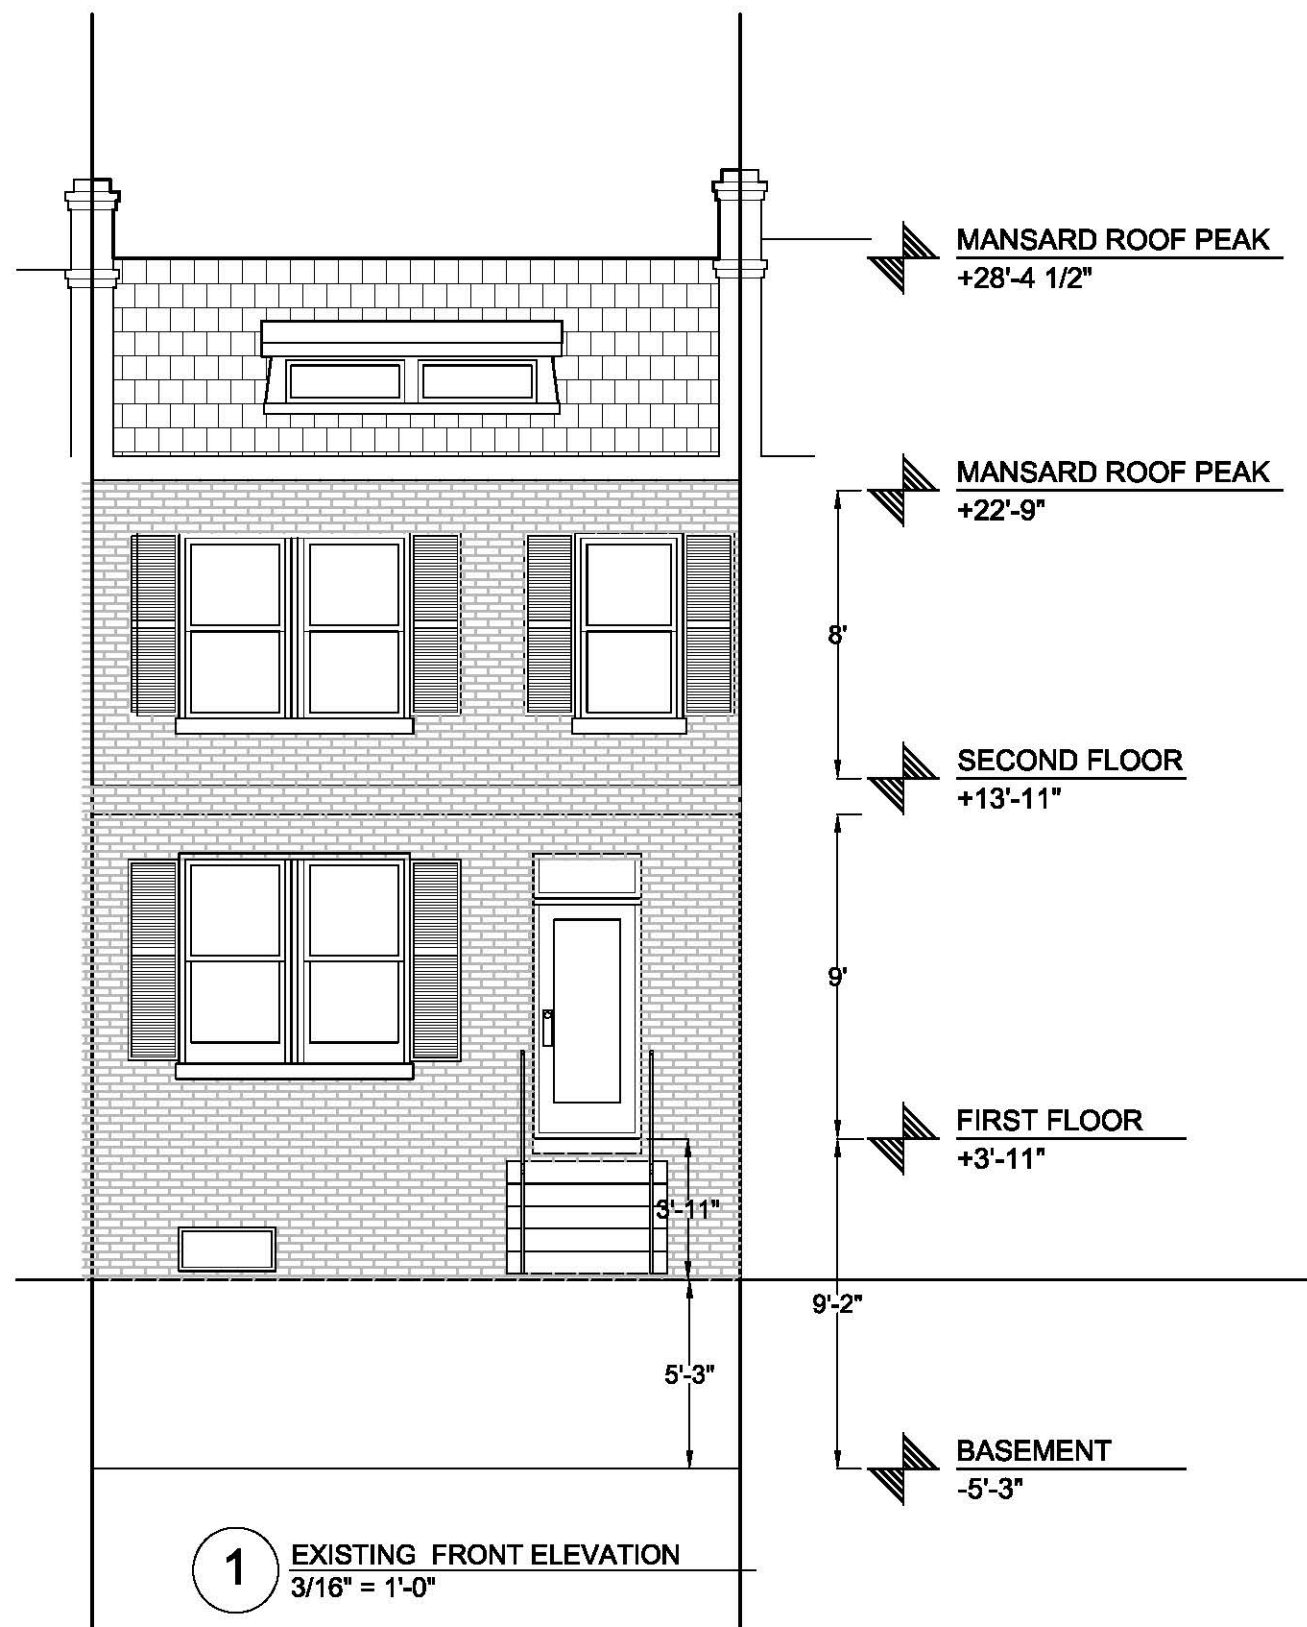 MANSARD ROOF PEAK
+28'-4 1/2"
MANSARD ROOF PEAK
+22'-9"
8'
SECOND FLOOR
+13'-11"
9'
FIRST FLOOR
+3'-11"
3'-11"
9'-2"
5'-3"
BASEMENT
-5'-3"
1
EXISTING FRONT ELEVATION
3/16" = 1'-0"